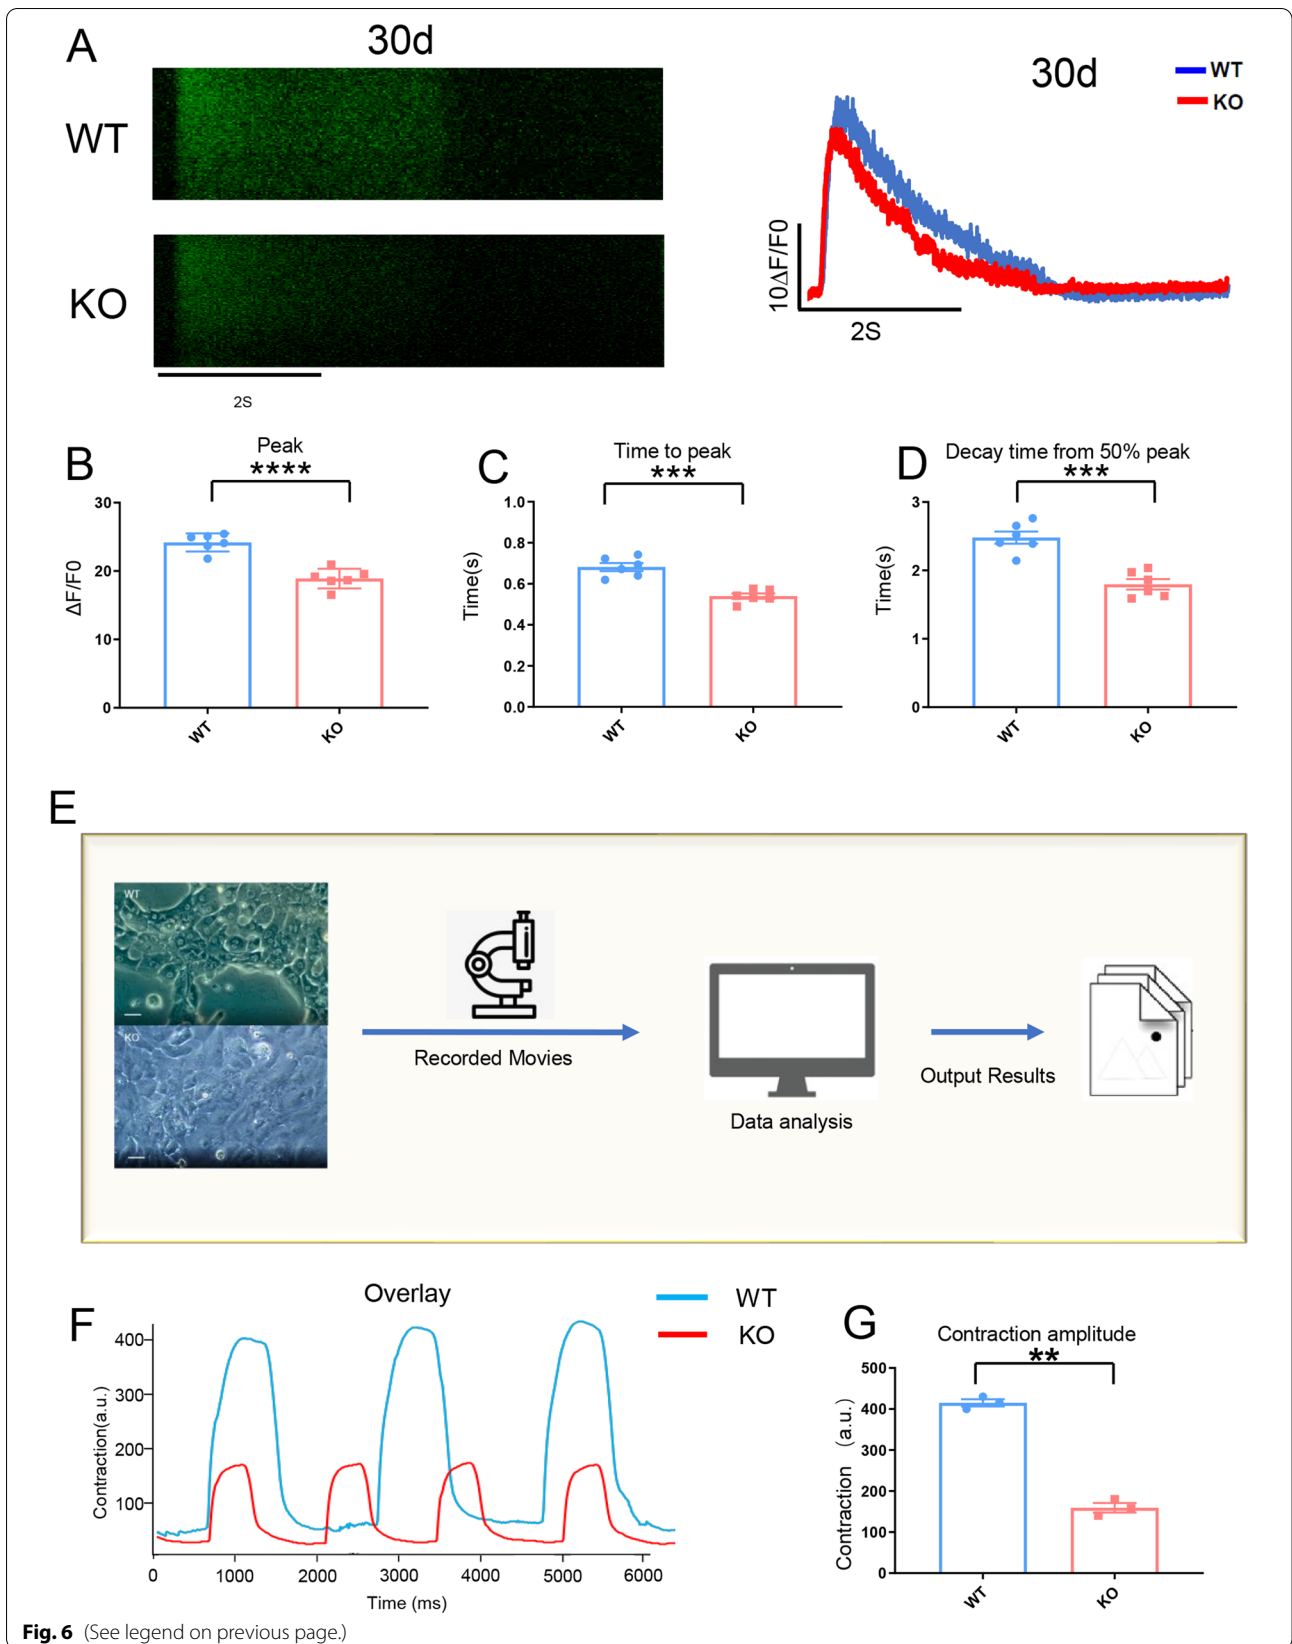 A
30d
WT
KO
2S
30d
WT
KO
10ΔF/F0
2S
B
Peak
****
ΔF/F0
30
20
10
0
WT
KO
C
Time to peak
***
Time(s)
1.0
0.8
0.6
0.4
0.2
0.0
WT
KO
D
Decay time from 50% peak
***
Time(s)
3
2
1
0
WT
KO
E
WT
KO
Recorded Movies
Data analysis
Output Results
F
Overlay
WT
KO
Contraction(a.u.)
400
300
200
100
0 1000 2000 3000 4000 5000 6000
Time (ms)
G
Contraction amplitude
**
Contraction (a.u.)
500
400
300
200
100
0
WT
KO
Fig. 6 (See legend on previous page.)